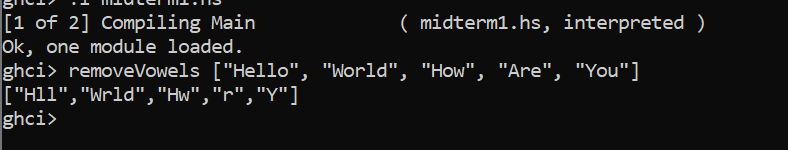 ghci> :l midterm1.hs
[1 of 2] Compiling Main             ( midterm1.hs, interpreted )
Ok, one module loaded.
ghci> removeVowels ["Hello", "World", "How", "Are", "You"]
["Hll","Wrld","Hw","r","Y"]
ghci>